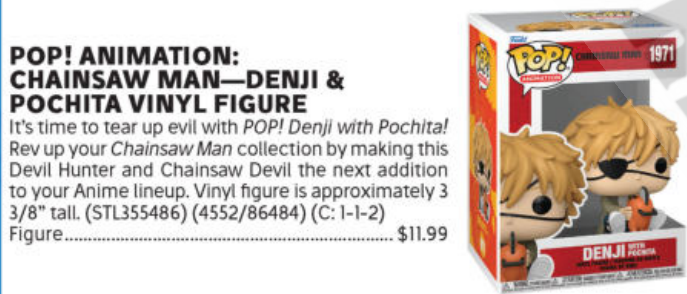 POP! ANIMATION:
CHAINSAW MAN—DENJI &
POCHITA VINYL FIGURE
It's time to tear up evil with POP! Denji with Pochita!
Rev up your Chainsaw Man collection by making this
Devil Hunter and Chainsaw Devil the next addition
to your Anime lineup. Vinyl figure is approximately 3
3/8" tall. (STL355486) (4552/86484) (C: 1-1-2)
Figure.......................................................................... $11.99
POP!
ANIMATION
CHAINSAW MAN
1971
DENJI WITH
POCHITA